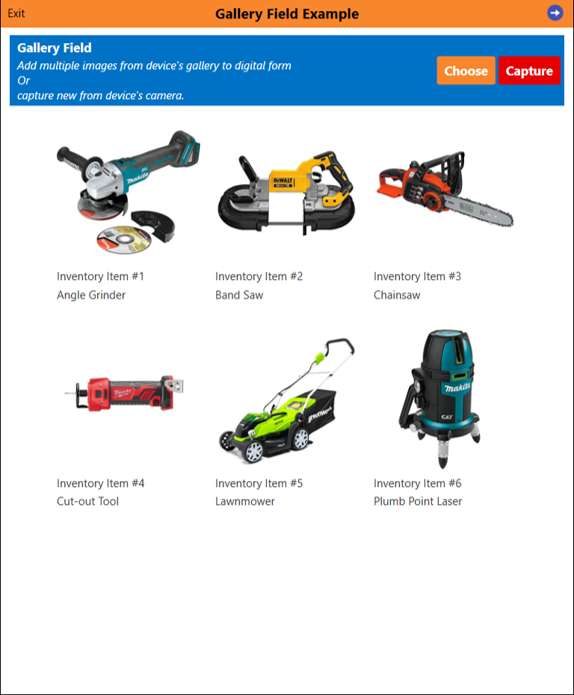 Exit
Gallery Field Example
Gallery Field
Add multiple images from device's gallery to digital form
Or
capture new from device's camera.
Choose
Capture
makita
DEWALT
Inventory Item #1
Angle Grinder
Inventory Item #2
Band Saw
Inventory Item #3
Chainsaw
Milwaukee
makita
CAT
Inventory Item #4
Cut-out Tool
Inventory Item #5
Lawnmower
Inventory Item #6
Plumb Point Laser